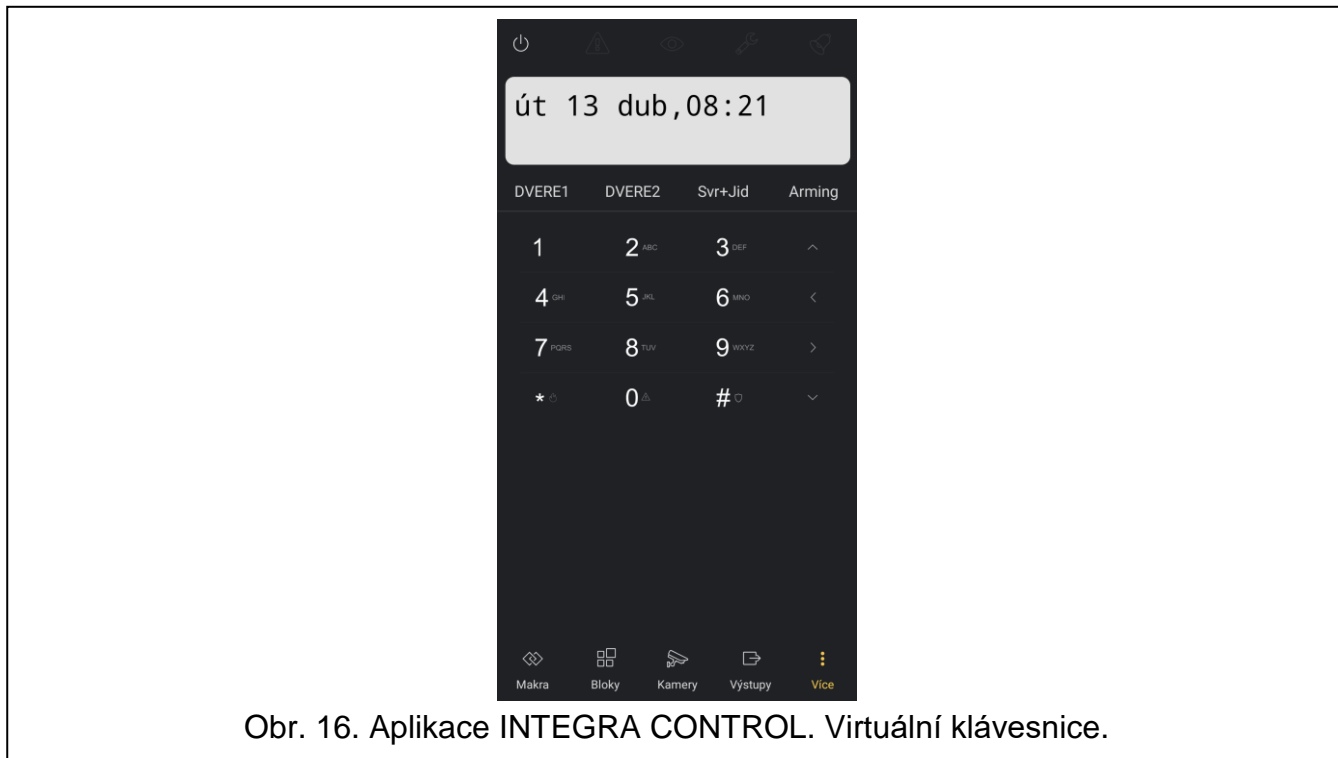 út 13 dub,08:21
DVERE1 DVERE2 Svr+Jid Arming
1 2 ABC 3 DEF
4 GHI 5 JKL 6 MNO
7 PQRS 8 TUV 9 WXYZ
* 0 #
Makra Bloky Kamery Výstupy Více
Obr. 16. Aplikace INTEGRA CONTROL. Virtuální klávesnice.